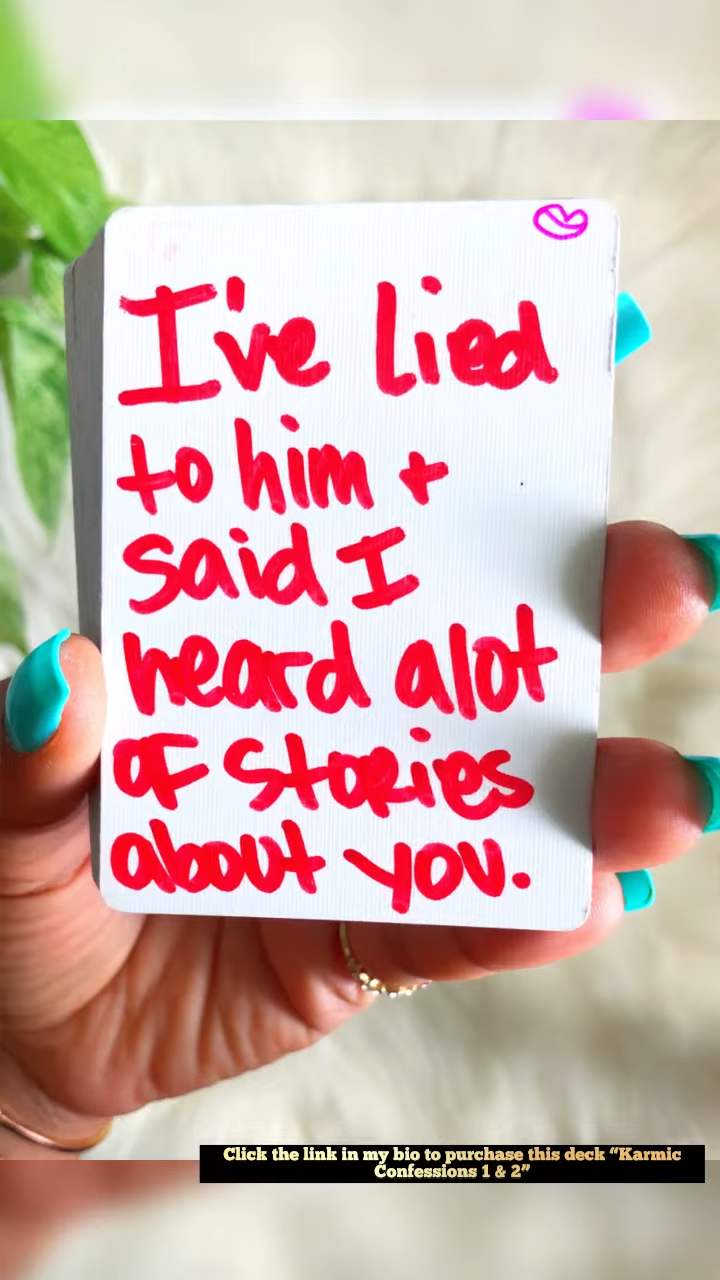 I've Lied
to him +
said I
heard alot
of stories
about you.
Click the link in my bio to purchase this deck “Karmic
Confessions 1 & 2”